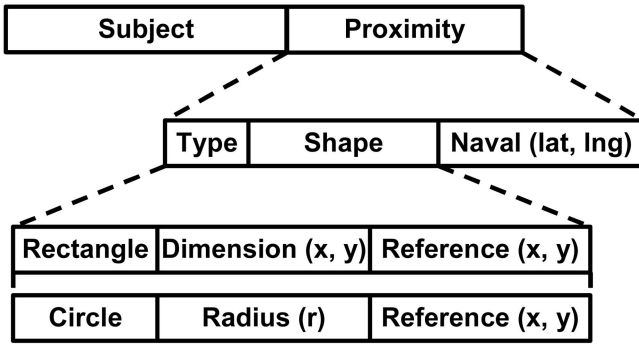 Subject Proximity
Type Shape Naval (lat, lng)
Rectangle Dimension (x, y) Reference (x, y)
Circle Radius (r) Reference (x, y)